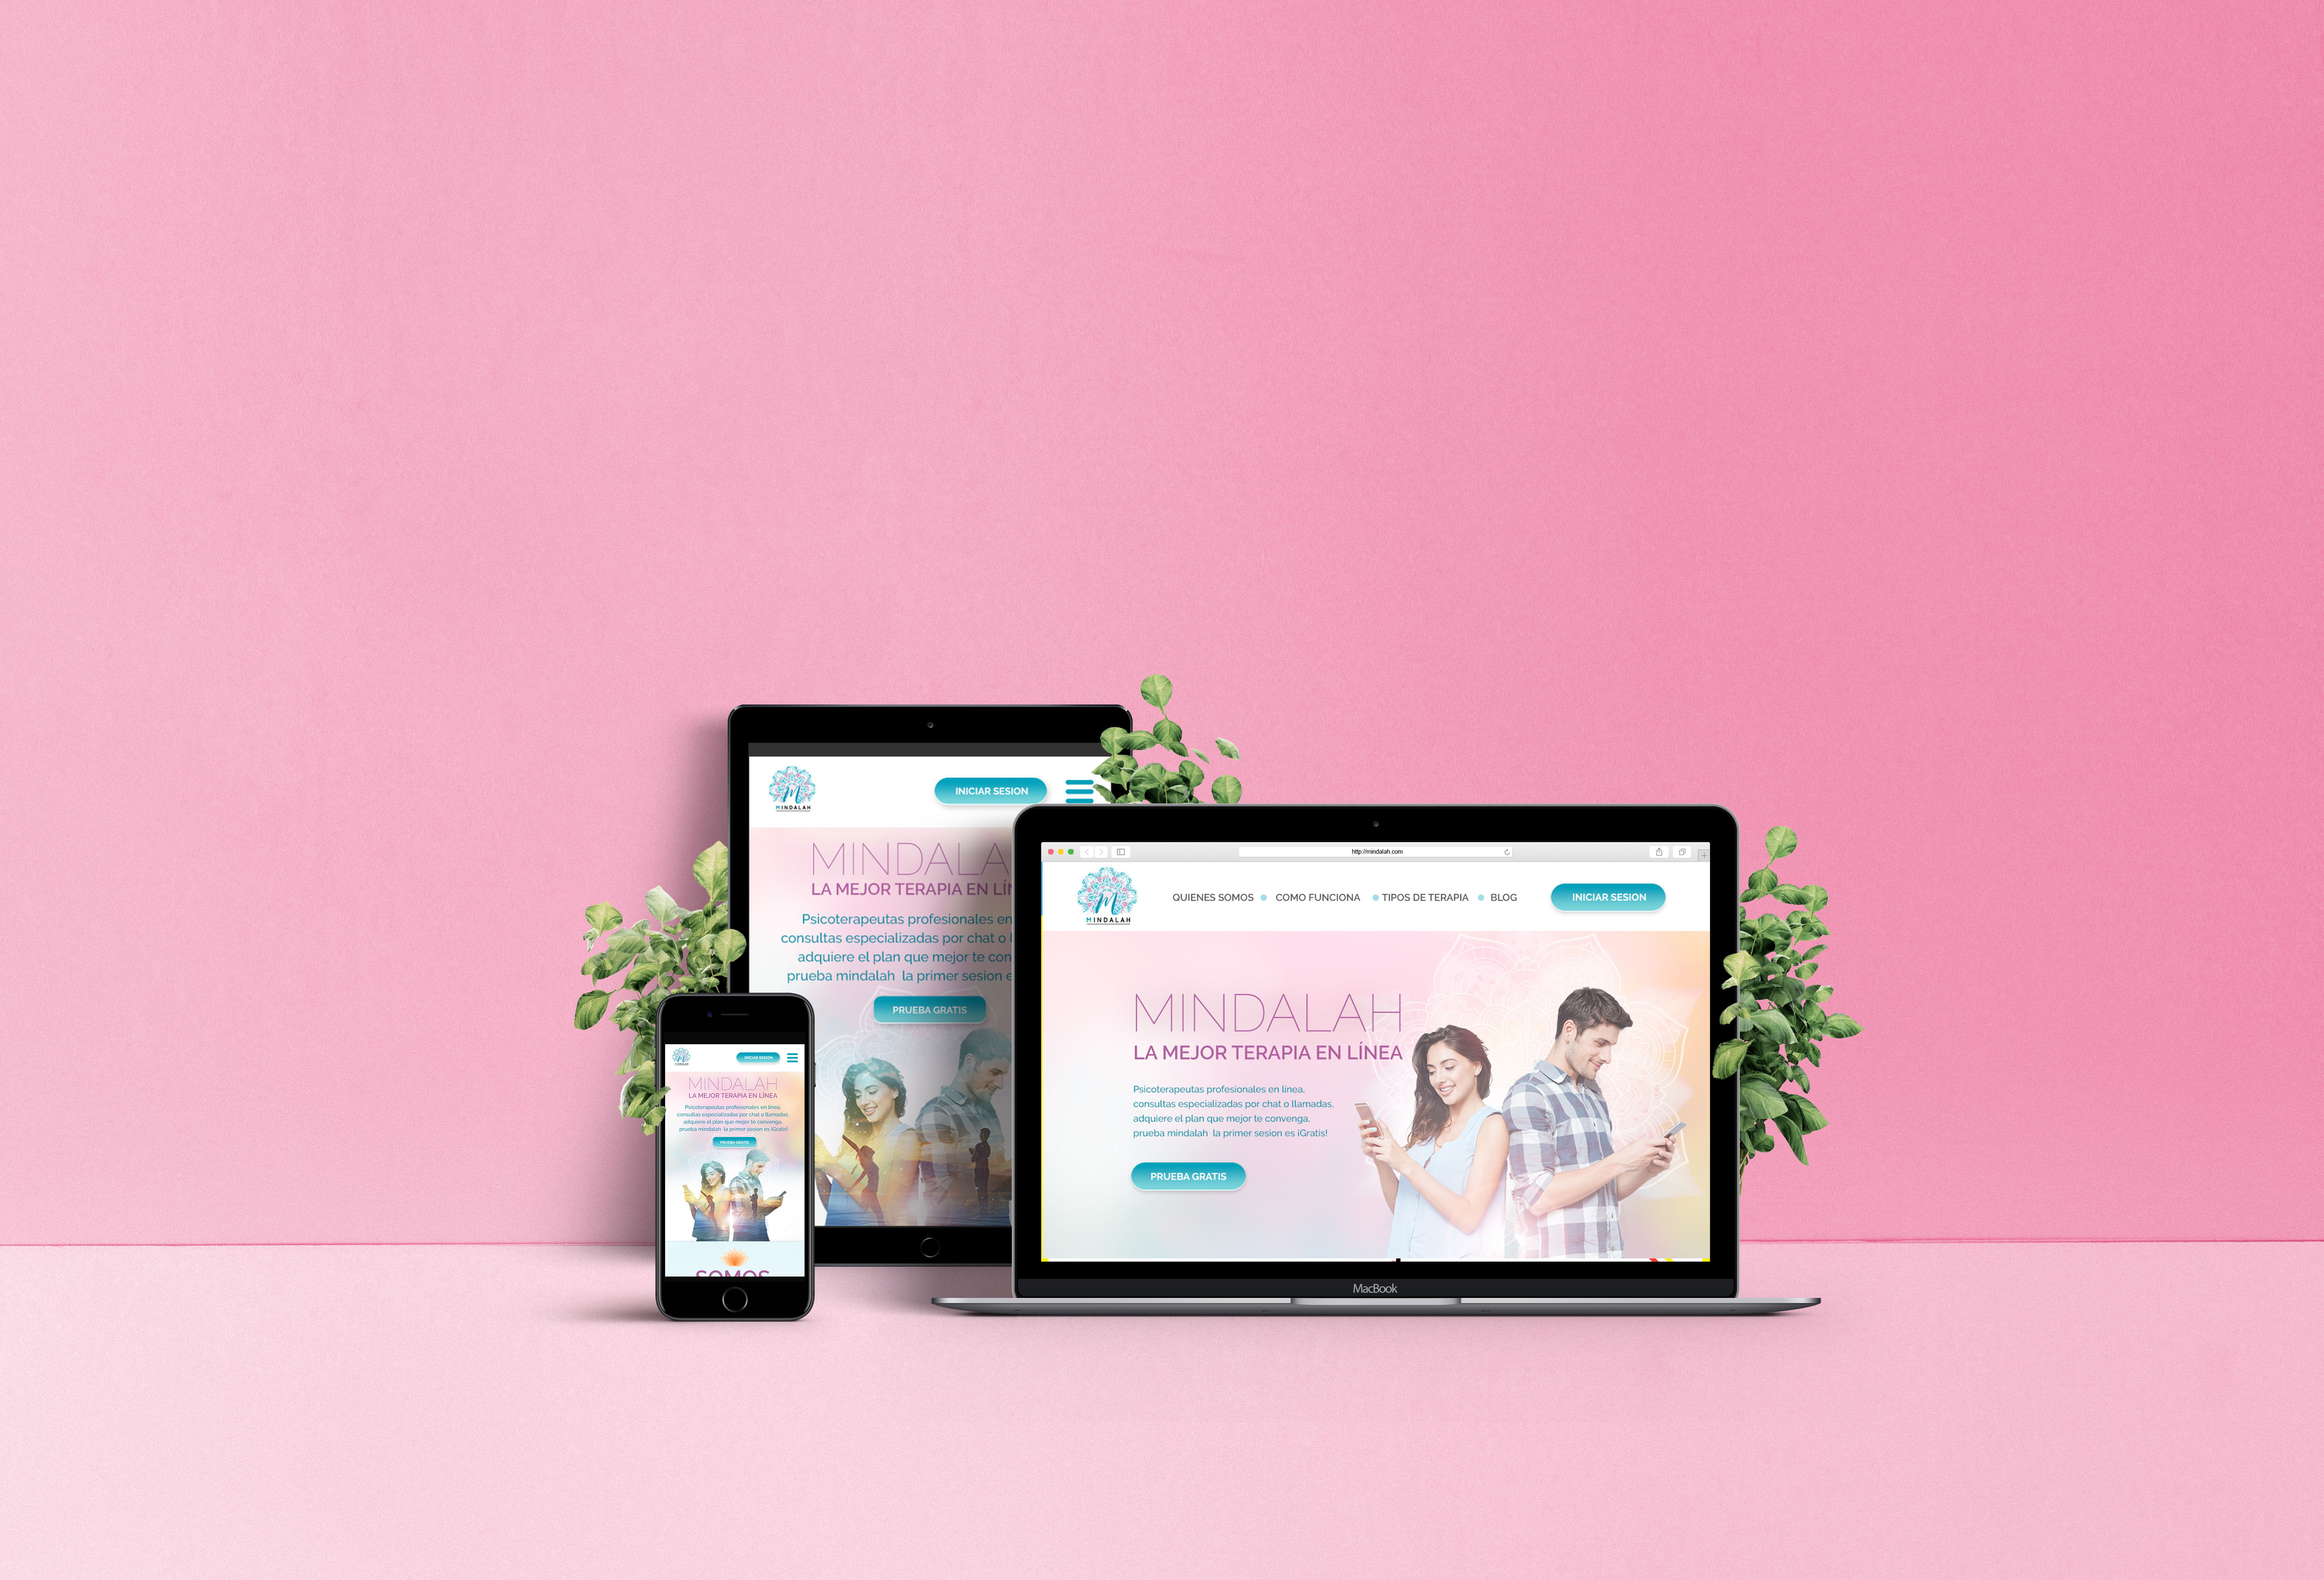 MINDALAH
INICIAR SESION
MINDALA
LA MEJOR TERAPIA EN LÍN
Psicoterapeutas profesionales en
consultas especializadas por chat o l
adquiere el plan que mejor te con
prueba mindalah la primer sesion e
PRUEBA GRATIS
MINDALAH
INICIAR SESION
MINDALAH
LA MEJOR TERAPIA EN LÍNEA
Psicoterapeutas profesionales en línea,
consultas especializadas por chat o llamadas,
adquiere el plan que mejor te convenga,
prueba mindalah la primer sesion es ¡Gratis!
PRUEBA GRATIS
SOMOS
http://mindalah.com
M
MINDALAH
QUIENES SOMOS
COMO FUNCIONA
TIPOS DE TERAPIA
BLOG
INICIAR SESION
MINDALAH
LA MEJOR TERAPIA EN LÍNEA
Psicoterapeutas profesionales en línea,
consultas especializadas por chat o llamadas,
adquiere el plan que mejor te convenga,
prueba mindalah la primer sesion es ¡Gratis!
PRUEBA GRATIS
MacBook